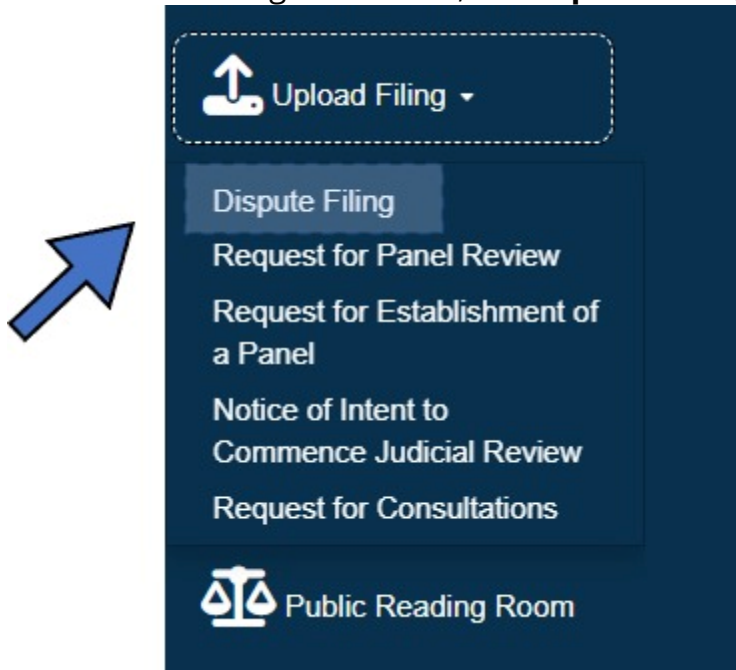 Upload Filing
Dispute Filing
Request for Panel Review
Request for Establishment of
a Panel
Notice of Intent to
Commence Judicial Review
Request for Consultations
Public Reading Room